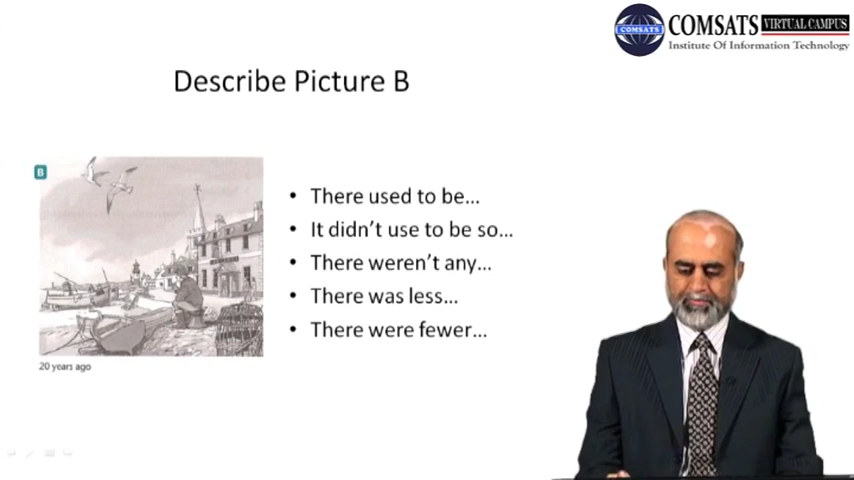 COMSATS VIRTUAL CAMPUS
COMSATS
Institute Of Information Technology
Describe Picture B
B
• There used to be...
• It didn't use to be so...
• There weren't any...
• There was less...
• There were fewer...
20 years ago